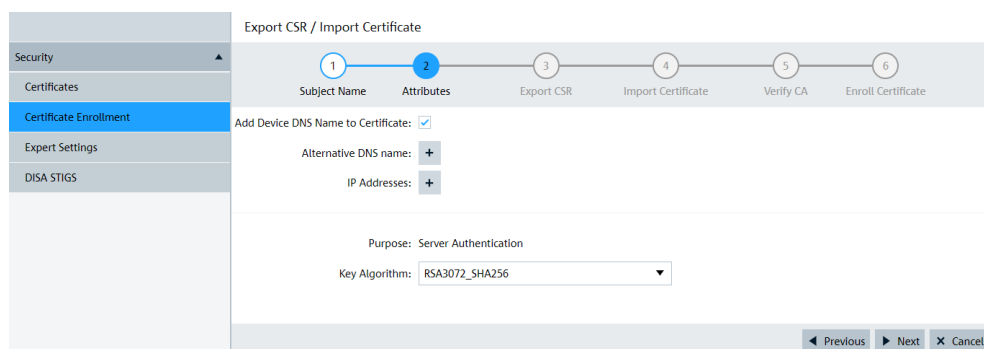 Export CSR / Import Certificate
Security
Certificates
Certificate Enrollment
Expert Settings
DISA STIGS
1 2 3 4 5 6
Subject Name Attributes Export CSR Import Certificate Verify CA Enroll Certificate
Add Device DNS Name to Certificate:
Alternative DNS name: +
IP Addresses: +
Purpose: Server Authentication
Key Algorithm: RSA3072_SHA256
Previous Next X Cancel